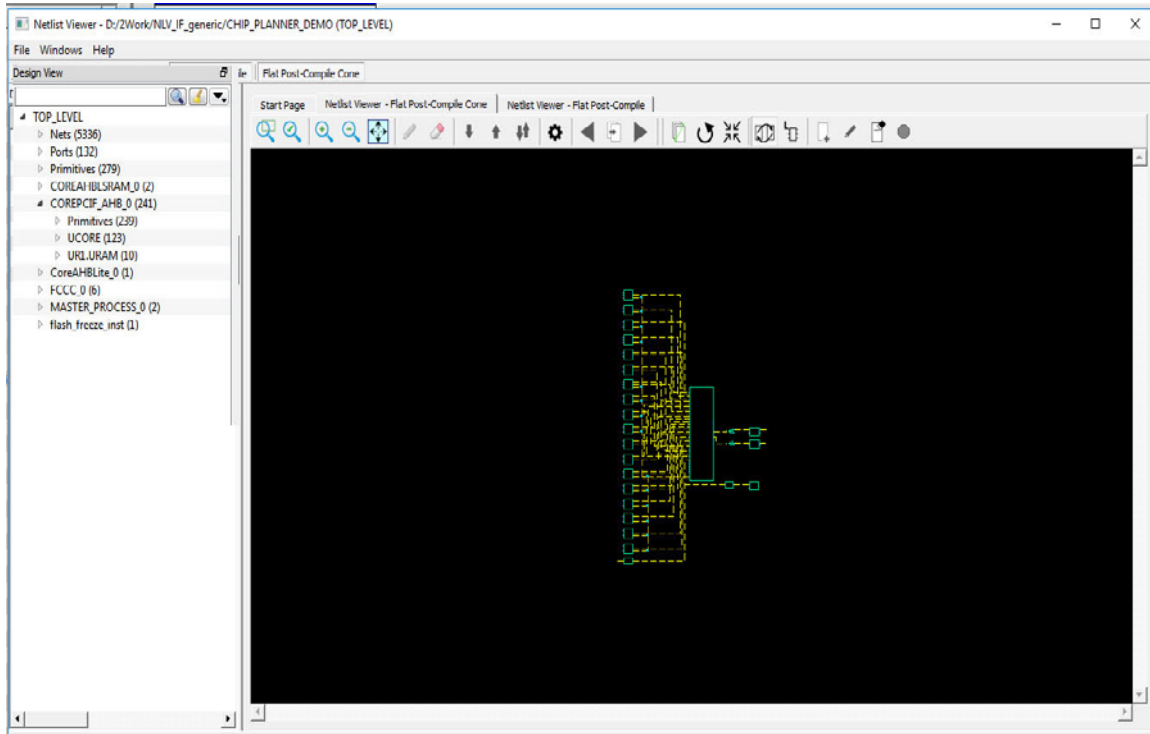 Netlist Viewer - D:/2Work/NLV_IF_generic/CHIP_PLANNER_DEMO (TOP_LEVEL)
File Windows Help
Design View
Flat Post-Compile Cone
Start Page Netlist Viewer - Flat Post-Compile Cone Netlist Viewer - Flat Post-Compile
TOP_LEVEL
Nets (5336)
Ports (132)
Primitives (279)
COREAHBLSRAM_0 (2)
COREPCIF_AHB_0 (241)
Primitives (239)
UCORE (123)
UR1.URAM (10)
CoreAHBLite_0 (1)
FCCC_0 (6)
MASTER_PROCESS_0 (2)
flash_freeze_inst (1)